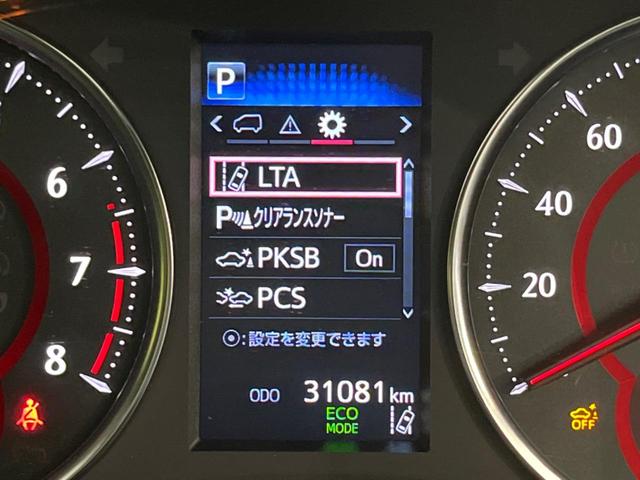 P
LTA
Pクリアランスソナー
PKSB On
PCS
⦿:設定を変更できます
ODO 31081 km
ECO
MODE
6
7
8
60
40
20
OFF